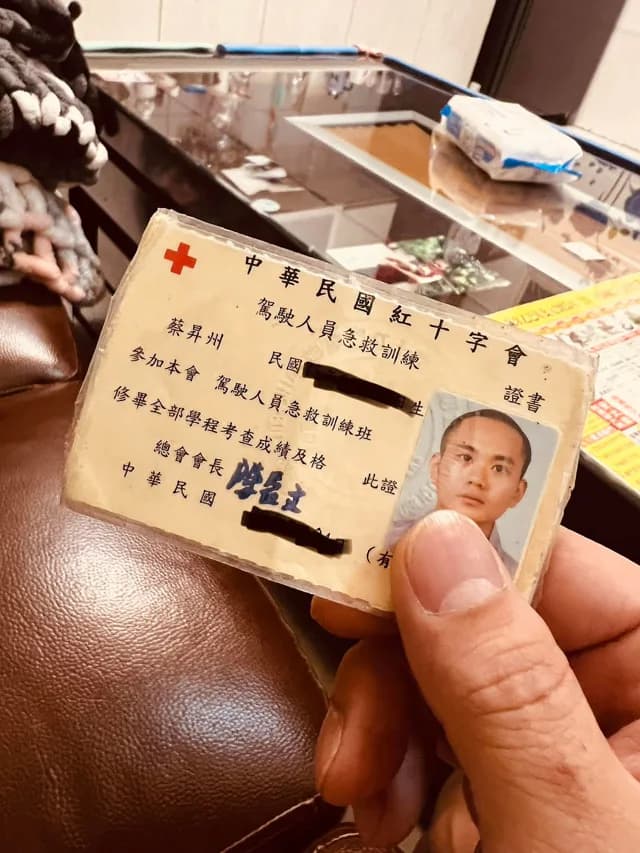 中華民國紅十字會
駕駛人員急救訓練 證書
蔡昇州 民國 生
參加本會 駕駛人員急救訓練班
修畢全部學程考查成績及格 此證
總會會長
中華民國 （有